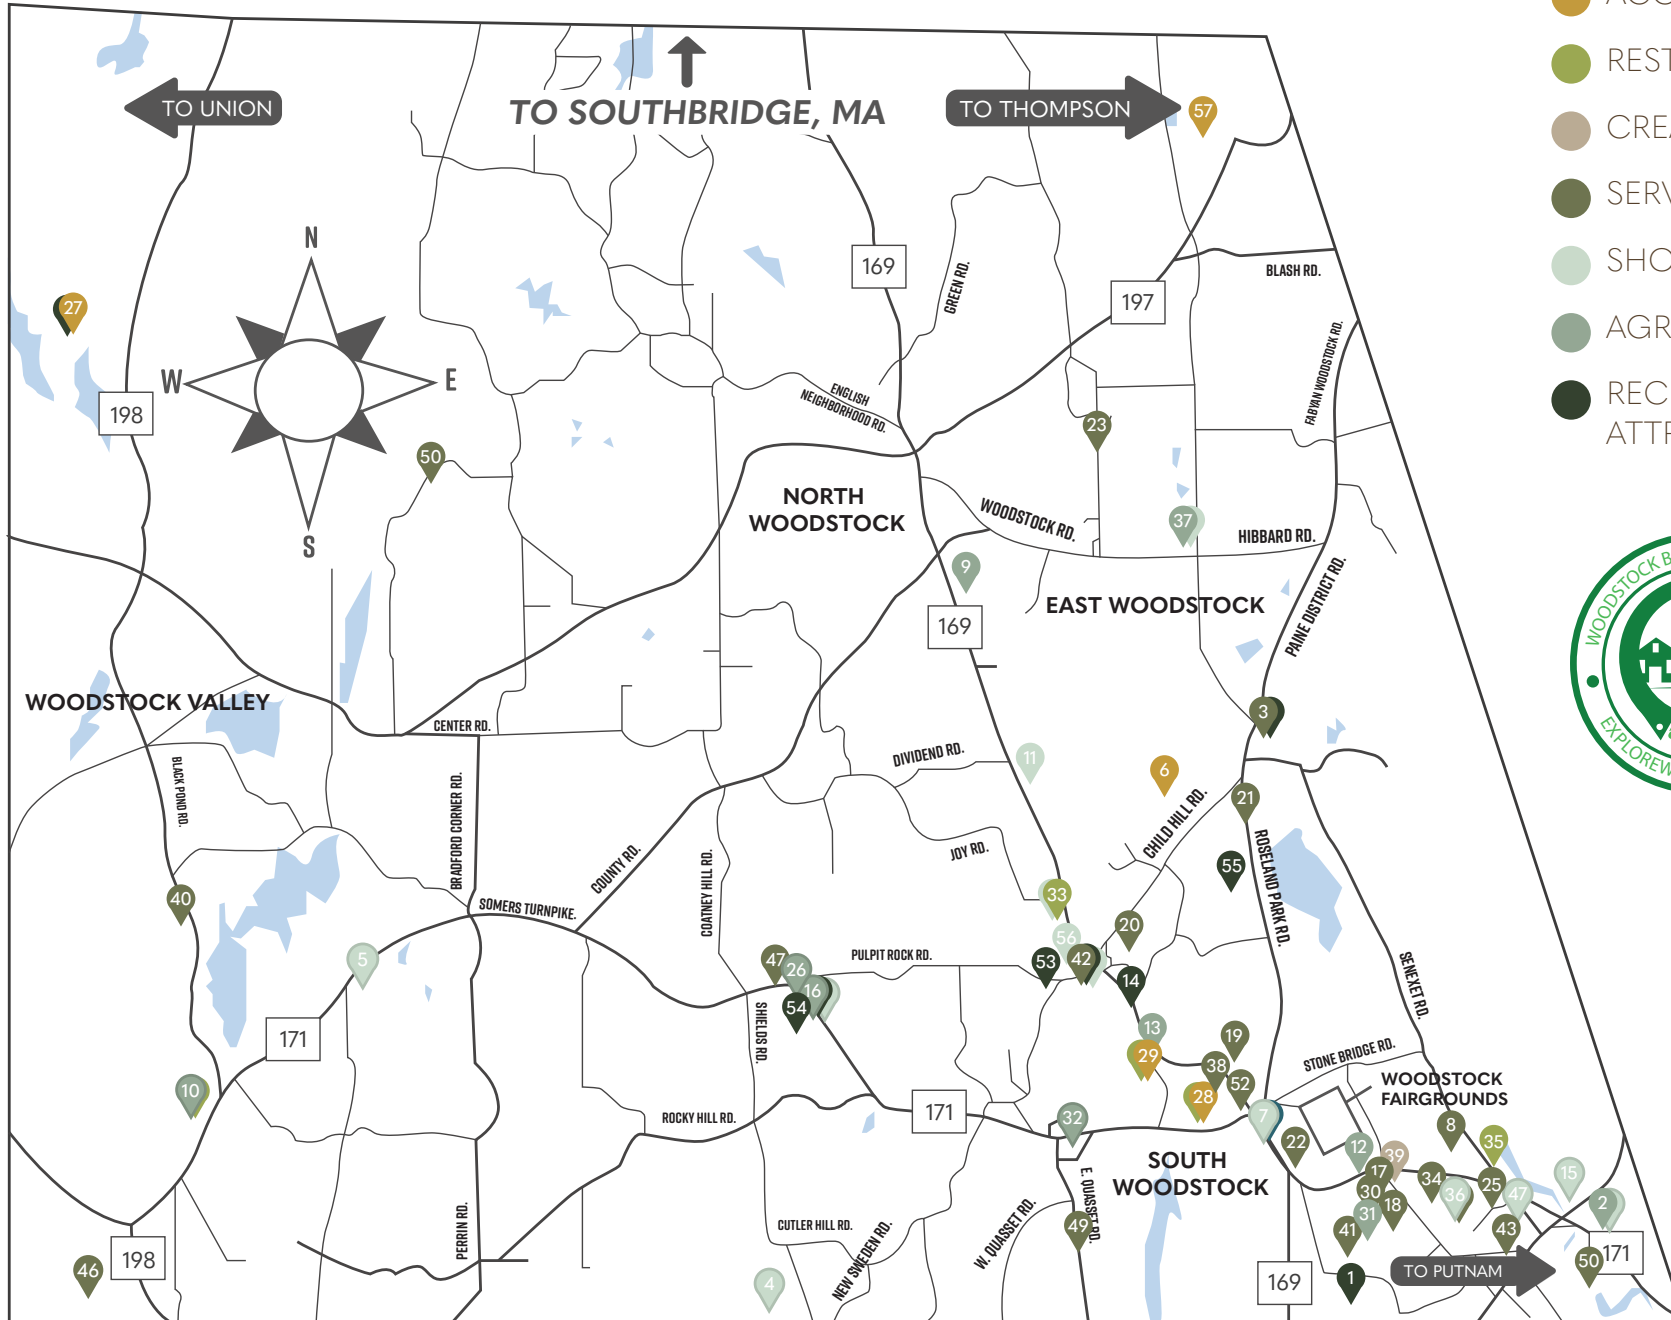 TO UNION
TO SOUTHBRIDGE, MA
TO THOMPSON
57
REST
CREA
SERV
SHO
AGR
REC
ATTR
N
W
E
S
27
198
169
197
GREEN RD.
BLASH RD.
FABYAN WOODSTOCK RD.
ENGLISH
NEIGHBORHOOD RD.
23
50
NORTH
WOODSTOCK
WOODSTOCK RD.
37
HIBBARD RD.
9
169
EAST WOODSTOCK
PAINE DISTRICT RD.
WOODSTOCK B
EXPLOREW
WOODSTOCK VALLEY
CENTER RD.
3
DIVIDEND RD.
11
6
21
CHILD HILL RD.
BLACK POND RD.
BRADFORD CORNER RD.
COUNTY RD.
COATNEY HILL RD.
JOY RD.
55
ROSELAND PARK RD.
40
SOMERS TURNPIKE.
33
20
56
5
47
26
16
54
PULPIT ROCK RD.
53
42
14
SENEXET RD.
171
SHIELDS RD.
13
29
19
38
52
28
STONE BRIDGE RD.
WOODSTOCK
FAIRGROUNDS
10
ROCKY HILL RD.
171
32
7
22
12
39
8
35
SOUTH
WOODSTOCK
17
30
18
31
41
34
36
25
47
43
15
2
PERRIN RD.
CUTLER HILL RD.
NEW SWEDEN RD.
W. QUASSET RD.
E. QUASSET RD.
49
198
46
4
169
1
TO PUTNAM
50
171